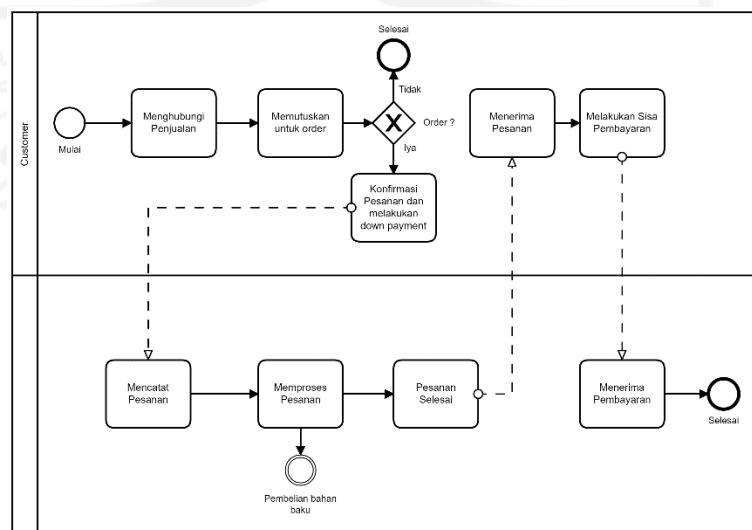 Customer
Mulai
Menghubungi
Penjualan
Memutuskan
untuk order
Selesai
Tidak
Order ?
Iya
Konfirmasi
Pesanan dan
melakukan
down payment
Menerima
Pesanan
Melakukan Sisa
Pembayaran
Mencatat
Pesanan
Memproses
Pesanan
Pembelian bahan
baku
Pesanan
Selesai
Menerima
Pembayaran
Selesai